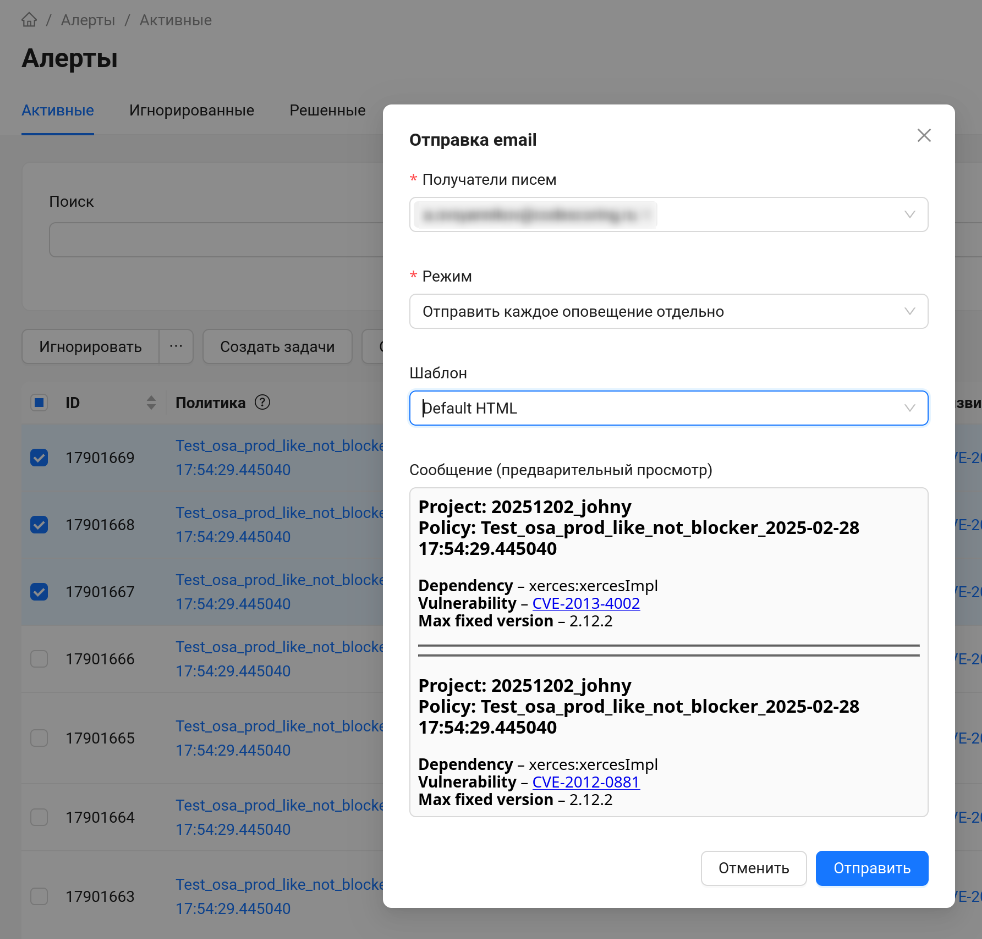 / Алерты / Активные
Алерты
Активные Игнорированные Решенные
Поиск
Игнорировать ... Создать задачи
ID Политика
17901669 Test_osa_prod_like_not_blocke
17:54:29.445040
17901668 Test_osa_prod_like_not_blocke
17:54:29.445040
17901667 Test_osa_prod_like_not_blocke
17:54:29.445040
17901666 Test_osa_prod_like_not_blocke
17:54:29.445040
17901665 Test_osa_prod_like_not_blocke
17:54:29.445040
17901664 Test_osa_prod_like_not_blocke
17:54:29.445040
17901663 Test_osa_prod_like_not_blocke
17:54:29.445040
Отправка email
* Получатели писем
* Режим
Отправить каждое оповещение отдельно
Шаблон
Default HTML
Сообщение (предварительный просмотр)
Project: 20251202_johny
Policy: Test_osa_prod_like_not_blocker_2025-02-28
17:54:29.445040
Dependency – xerces:xercesImpl
Vulnerability – CVE-2013-4002
Max fixed version – 2.12.2
Project: 20251202_johny
Policy: Test_osa_prod_like_not_blocker_2025-02-28
17:54:29.445040
Dependency – xerces:xercesImpl
Vulnerability – CVE-2012-0881
Max fixed version – 2.12.2
Отменить Отправить